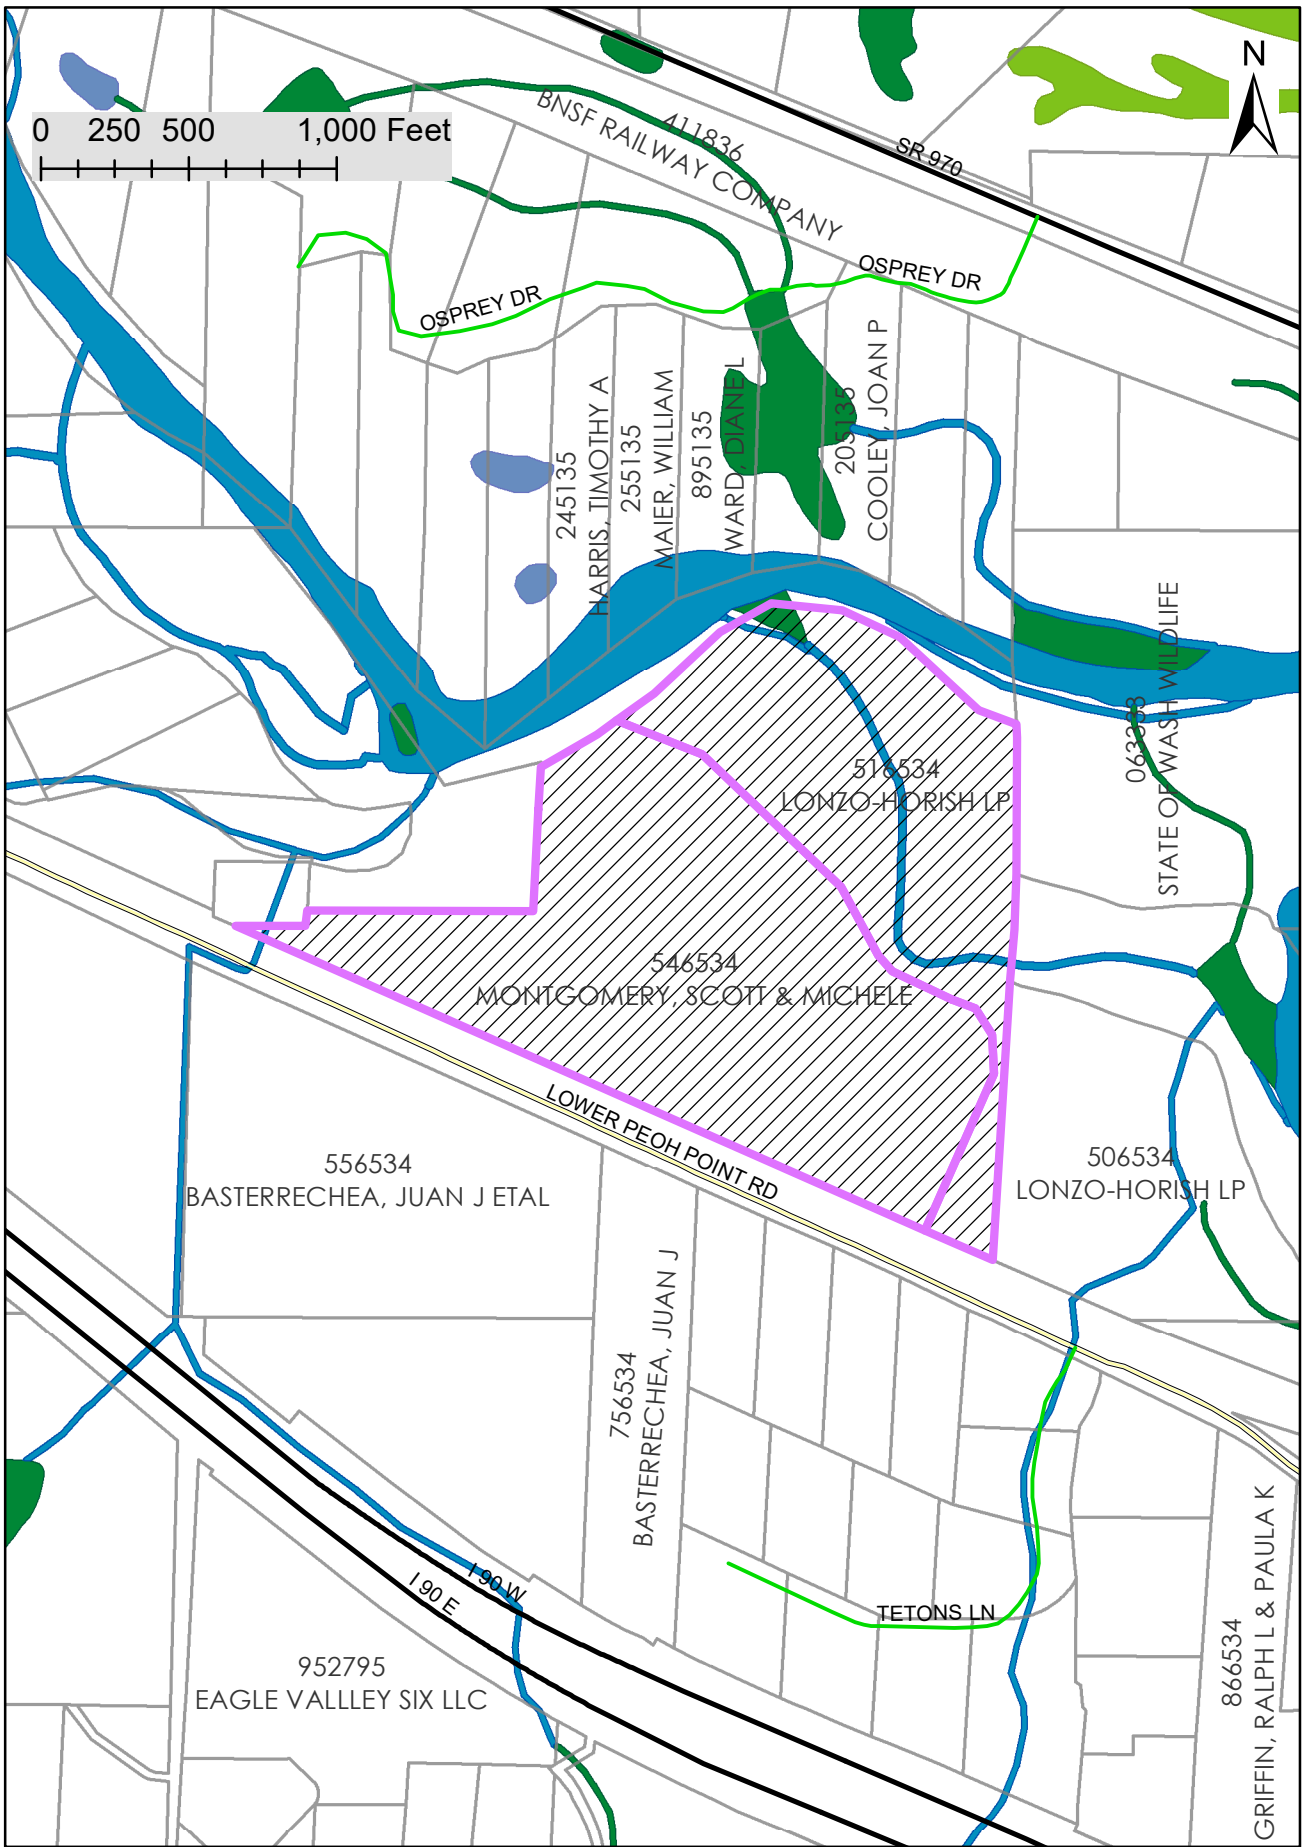 N
0 250 500 1,000 Feet
411836
BNSF RAILWAY COMPANY
SR 970
OSPREY DR
OSPREY DR
245135
HARRIS, TIMOTHY A
255135
MAIER, WILLIAM
895135
WARD, DIANE L
205135
COOLEY, JOAN P
063338
STATE OF WASH WILDLIFE
516534
LONZO-HORISH LP
546534
MONTGOMERY, SCOTT & MICHELE
LOWER PEOH POINT RD
556534
BASTERRECHEA, JUAN J ETAL
506534
LONZO-HORISH LP
756534
BASTERRECHEA, JUAN J
I 90 W
I 90 E
TETONS LN
952795
EAGLE VALLLEY SIX LLC
866534
GRIFFIN, RALPH L & PAULA K